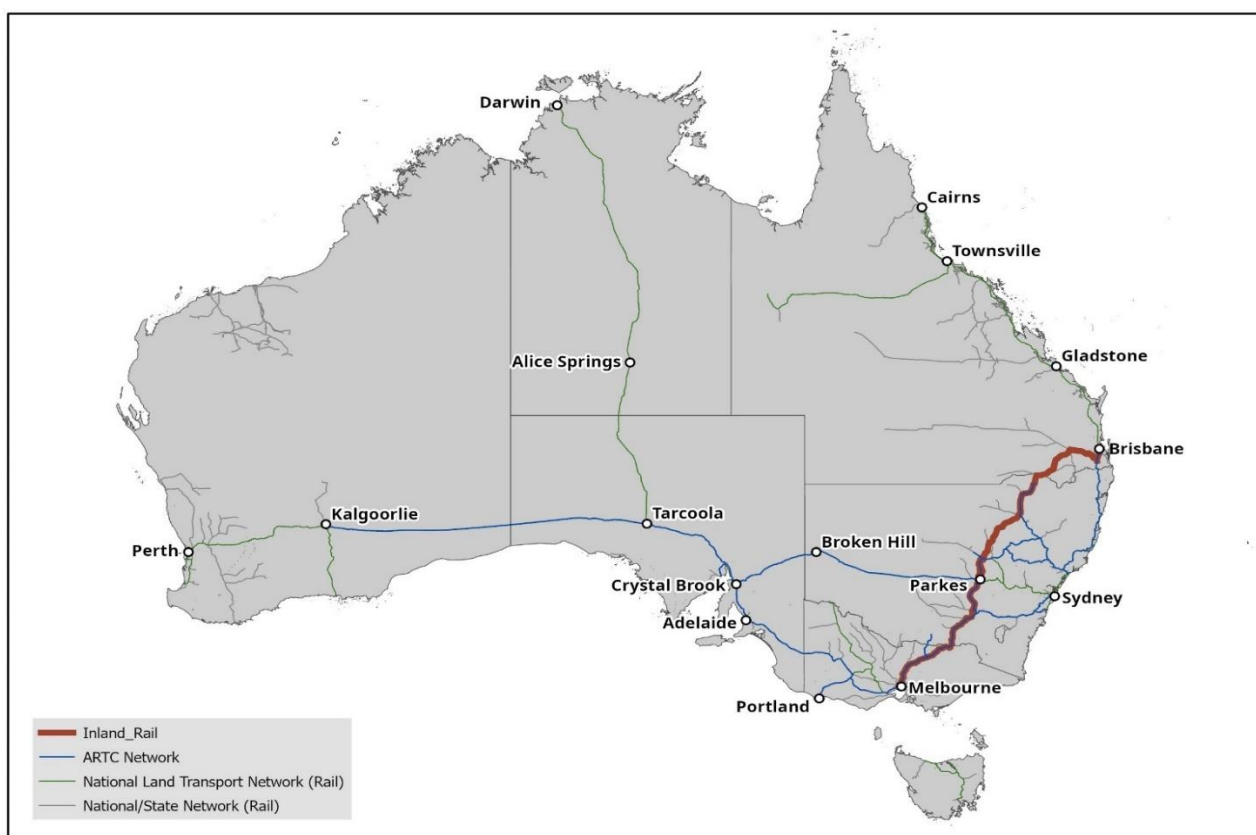 Darwin
Cairns
Townsville
Alice Springs
Gladstone
Brisbane
Kalgoorlie
Tarcoola
Perth
Broken Hill
Crystal Brook
Parkes
Sydney
Adelaide
Melbourne
Portland
Inland_Rail
ARTC Network
National Land Transport Network (Rail)
National/State Network (Rail)